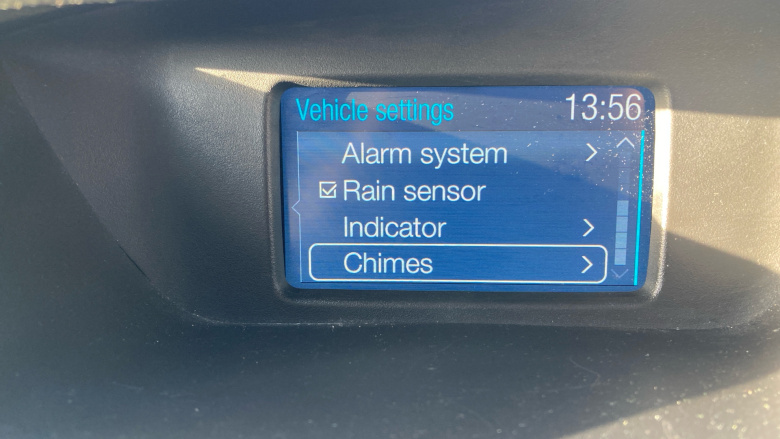 Vehicle settings 13:56
Alarm system
Rain sensor
Indicator
Chimes